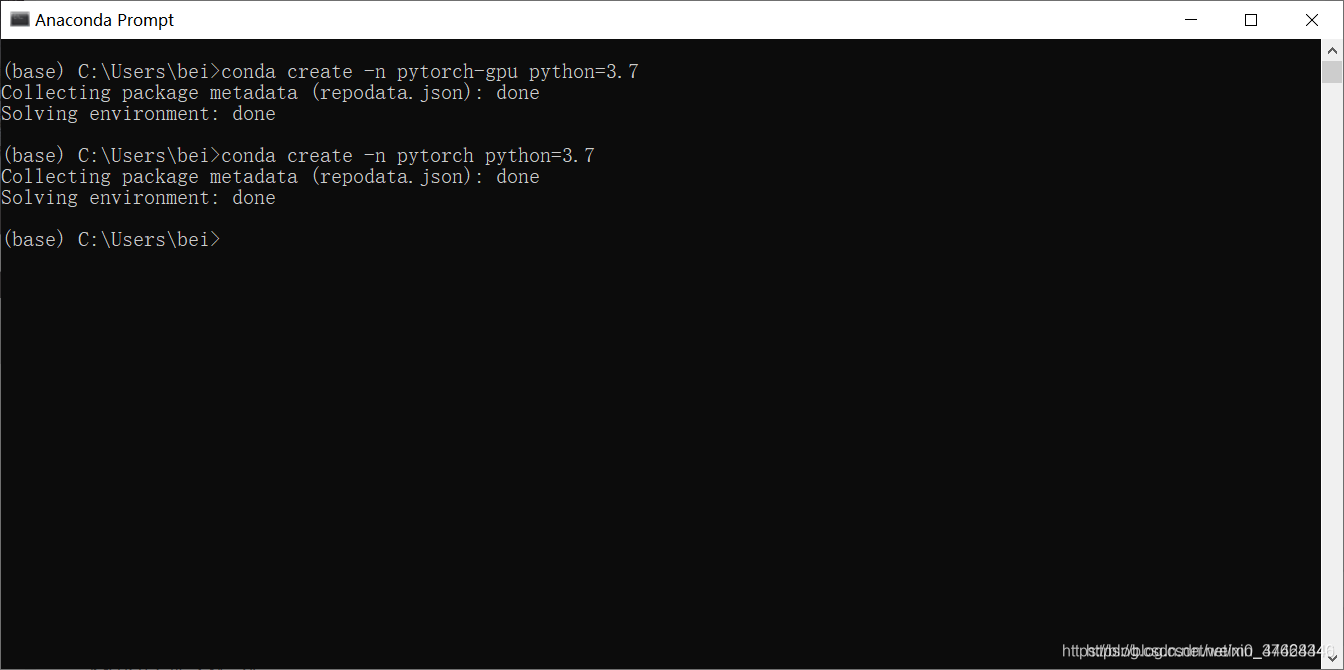 Anaconda Prompt
(base) C:\Users\bei>conda create -n pytorch-gpu python=3.7
Collecting package metadata (repodata.json): done
Solving environment: done
(base) C:\Users\bei>conda create -n pytorch python=3.7
Collecting package metadata (repodata.json): done
Solving environment: done
(base) C:\Users\bei>